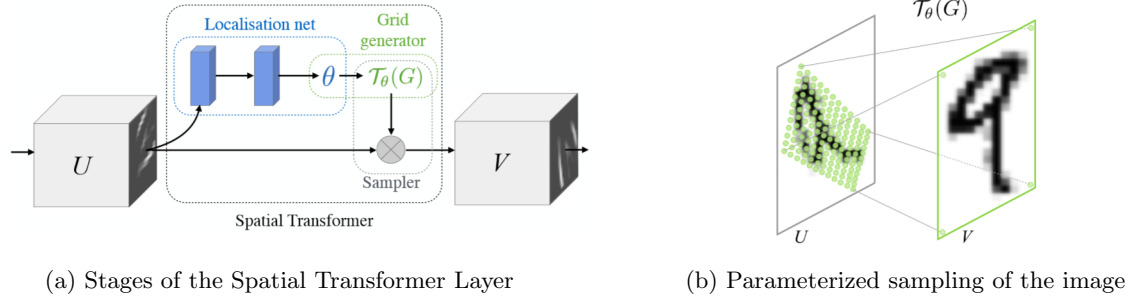 Localisation net
Grid
generator
θ
𝒯θ(G)
U
V
Sampler
Spatial Transformer
(a) Stages of the Spatial Transformer Layer
𝒯θ(G)
U
V
(b) Parameterized sampling of the image